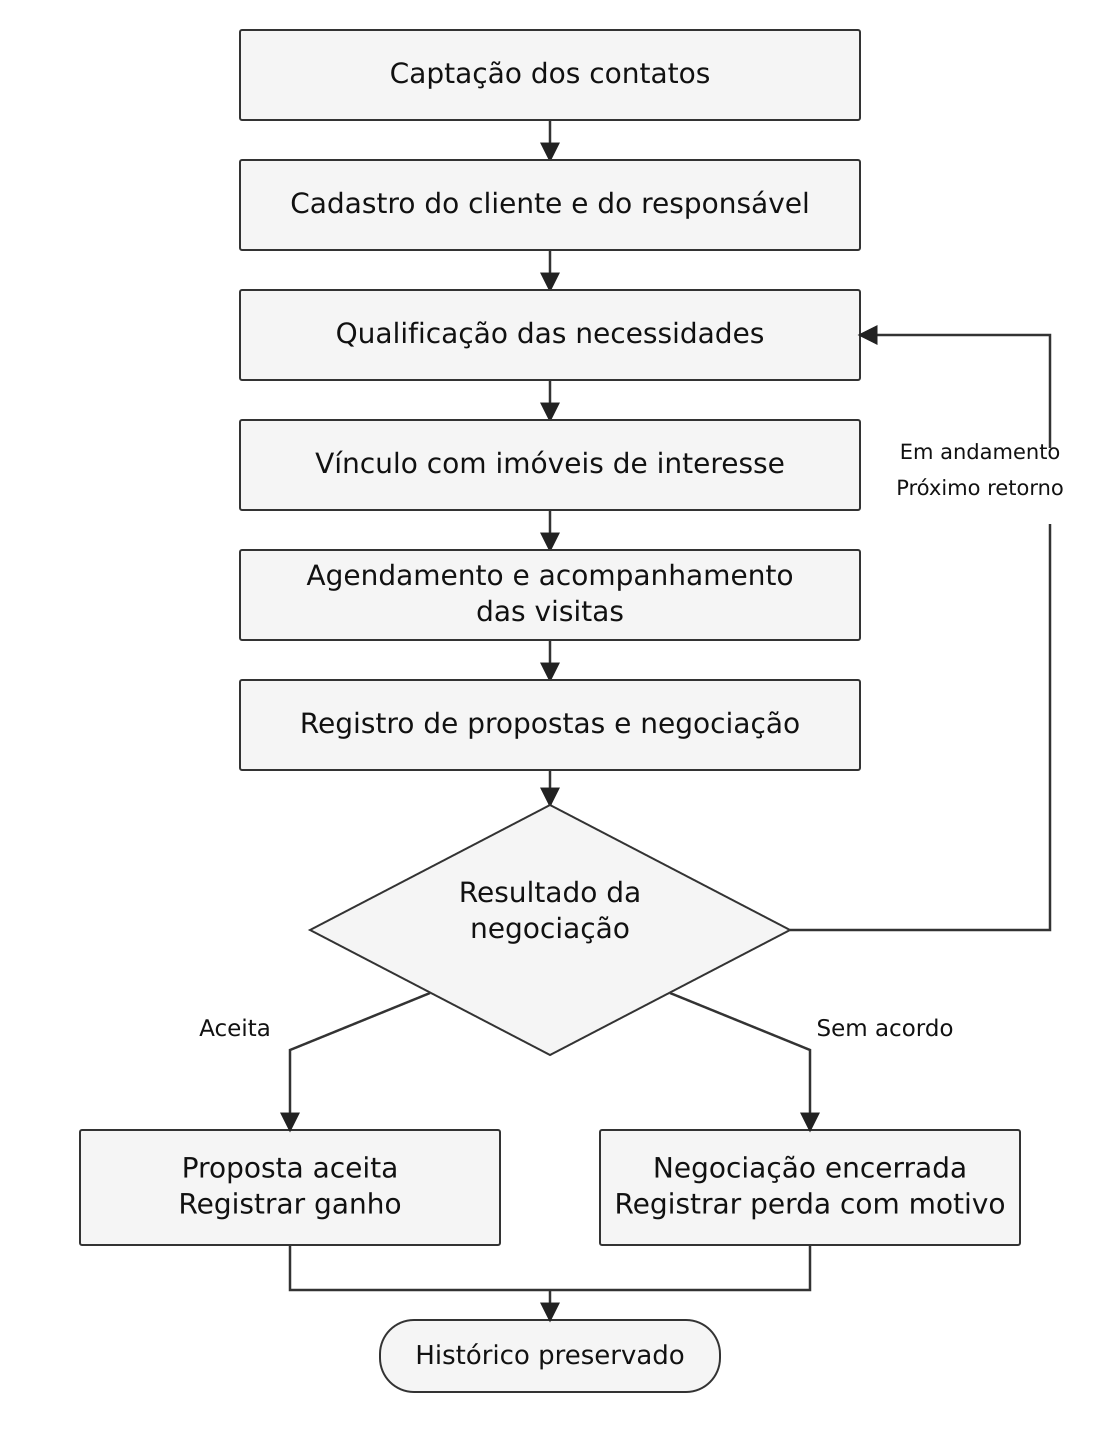 Captação dos contatos
Cadastro do cliente e do responsável
Qualificação das necessidades
Vínculo com imóveis de interesse
Em andamento
Próximo retorno
Agendamento e acompanhamento
das visitas
Registro de propostas e negociação
Resultado da
negociação
Aceita
Sem acordo
Proposta aceita
Registrar ganho
Negociação encerrada
Registrar perda com motivo
Histórico preservado